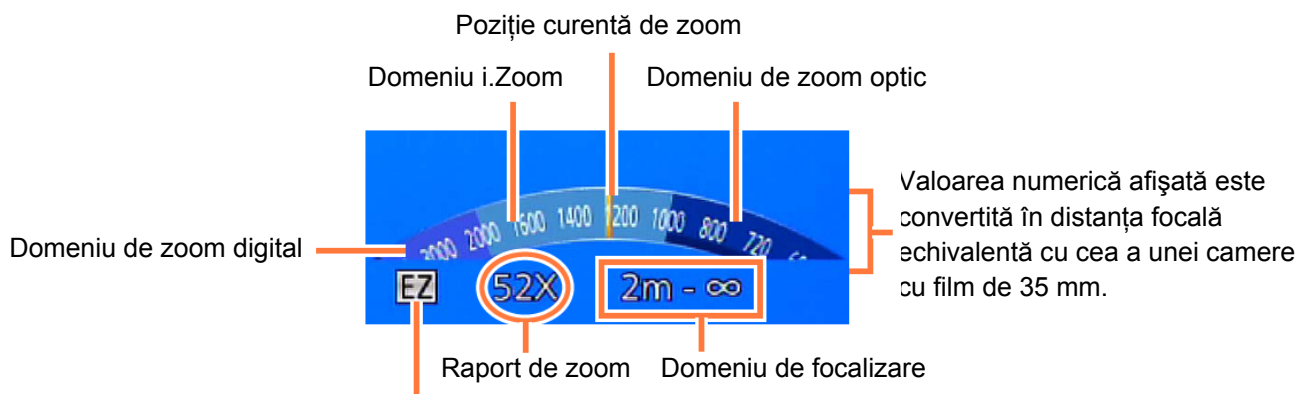 Poziție curentă de zoom
Domeniu i.Zoom
Domeniu de zoom optic
3000 2000 1600 1400 1200 1000 800 720
Valoarea numerică afişată este
convertită în distanța focală
echivalentă cu cea a unei camere
cu film de 35 mm.
Domeniu de zoom digital
EZ
52X
2m - ∞
Raport de zoom
Domeniu de focalizare